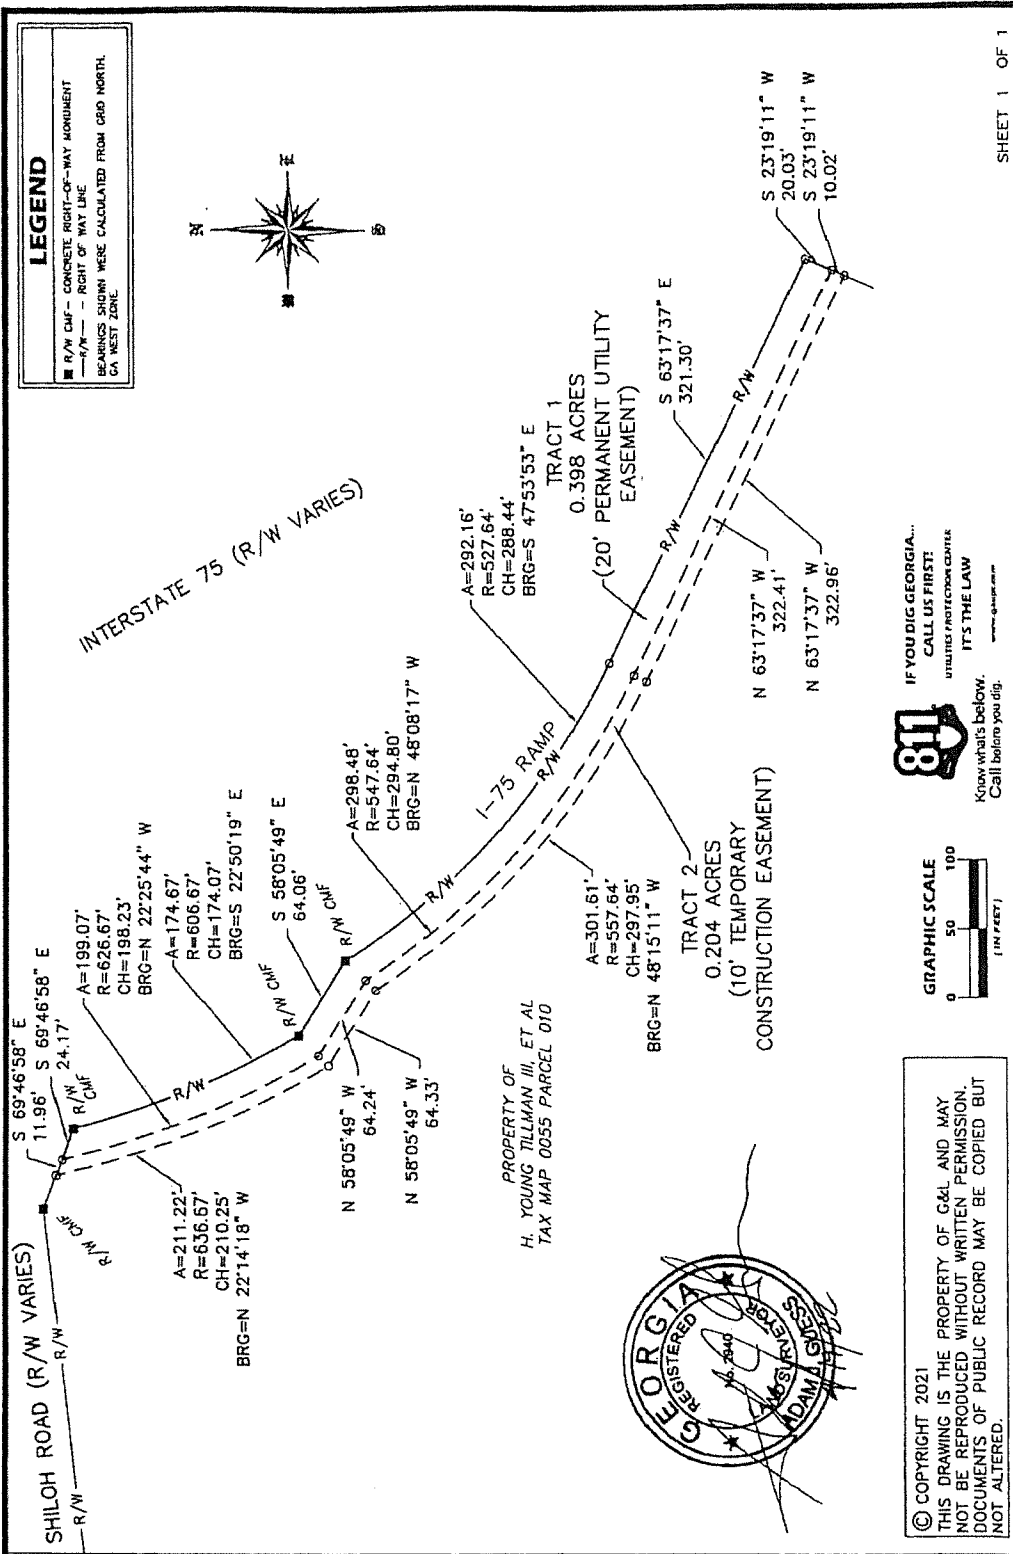 LEGEND
■ R/W CMF - CONCRETE RIGHT-OF-WAY MONUMENT
—R/W— - RIGHT OF WAY LINE
BEARINGS SHOWN WERE CALCULATED FROM GRID NORTH.
GA WEST ZONE
N
E
S
W
SHILOH ROAD (R/W VARIES)
R/W
R/W
R/W CMF
S 69°46'58" E
11.96'
S 69°46'58" E
24.17'
R/W
CMF
A=199.07'
R=626.67'
CH=198.23'
BRG=N 22°25'44" W
A=174.67'
R=606.67'
CH=174.07'
BRG=S 22°50'19" E
R/W
R/W CMF
S 58°05'49" E
64.06'
R/W CMF
A=211.22'
R=636.67'
CH=210.25'
BRG=N 22°14'18" W
N 58°05'49" W
64.24'
N 58°05'49" W
64.33'
INTERSTATE 75 (R/W VARIES)
A=298.48'
R=547.64'
CH=294.80'
BRG=N 48°08'17" W
R/W
I-75 RAMP
R/W
A=292.16'
R=527.64'
CH=288.44'
BRG=S 47°53'53" E
TRACT 1
0.398 ACRES
(20' PERMANENT UTILITY
EASEMENT)
S 63°17'37" E
321.30'
R/W
R/W
S 23°19'11" W
20.03'
S 23°19'11" W
10.02'
N 63°17'37" W
322.41'
N 63°17'37" W
322.96'
A=301.61'
R=557.64'
CH=297.95'
BRG=N 48°15'11" W
TRACT 2
0.204 ACRES
(10' TEMPORARY
CONSTRUCTION EASEMENT)
PROPERTY OF
H. YOUNG TILLMAN III, ET AL
TAX MAP 0055 PARCEL 010
GEORGIA
REGISTERED
No. 2940
LAND SURVEYOR
ADAM J. GUESS
© COPYRIGHT 2021
THIS DRAWING IS THE PROPERTY OF G&L AND MAY
NOT BE REPRODUCED WITHOUT WRITTEN PERMISSION.
DOCUMENTS OF PUBLIC RECORD MAY BE COPIED BUT
NOT ALTERED.
GRAPHIC SCALE
0 50 100
( IN FEET )
811
Know what's below.
Call before you dig.
IF YOU DIG GEORGIA...
CALL US FIRST!
UTILITIES PROTECTION CENTER
IT'S THE LAW
SHEET 1 OF 1